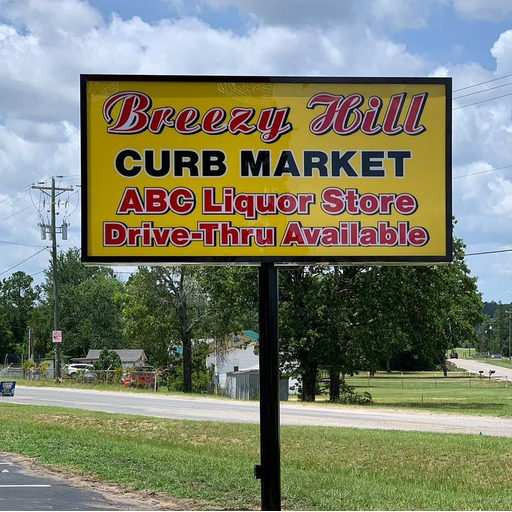 Breezy Hill
CURB MARKET
ABC Liquor Store
Drive-Thru Available